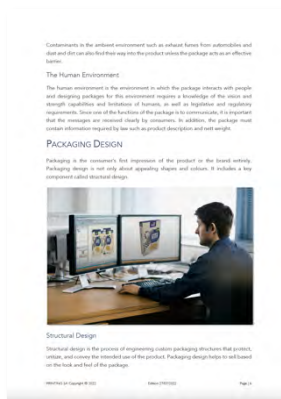 Contaminants in the ambient environment such as exhaust fumes from automobiles and
dust and dirt can also find their way into the product unless the package acts as an effective
barrier.
The Human Environment
The human environment is the environment in which the package interacts with people
and designing packages for this environment requires a knowledge of the vision and
strength capabilities and limitations of humans, as well as legislative and regulatory
requirements. Since one of the functions of the package is to communicate, it is important
that the messages are received clearly by consumers. In addition, the package must
contain information required by law such as product description and nett weight.
PACKAGING DESIGN
Packaging is the consumer's first impression of the product or the brand entirely.
Packaging design is not only about appealing shapes and colours. It includes a key
component called structural design.
Structural Design
Structural design is the process of engineering custom packaging structures that protect,
unitize, and convey the intended use of the product. Packaging design helps to sell based
on the look and feel of the package.
PRINTING SA Copyright © 2022
Page